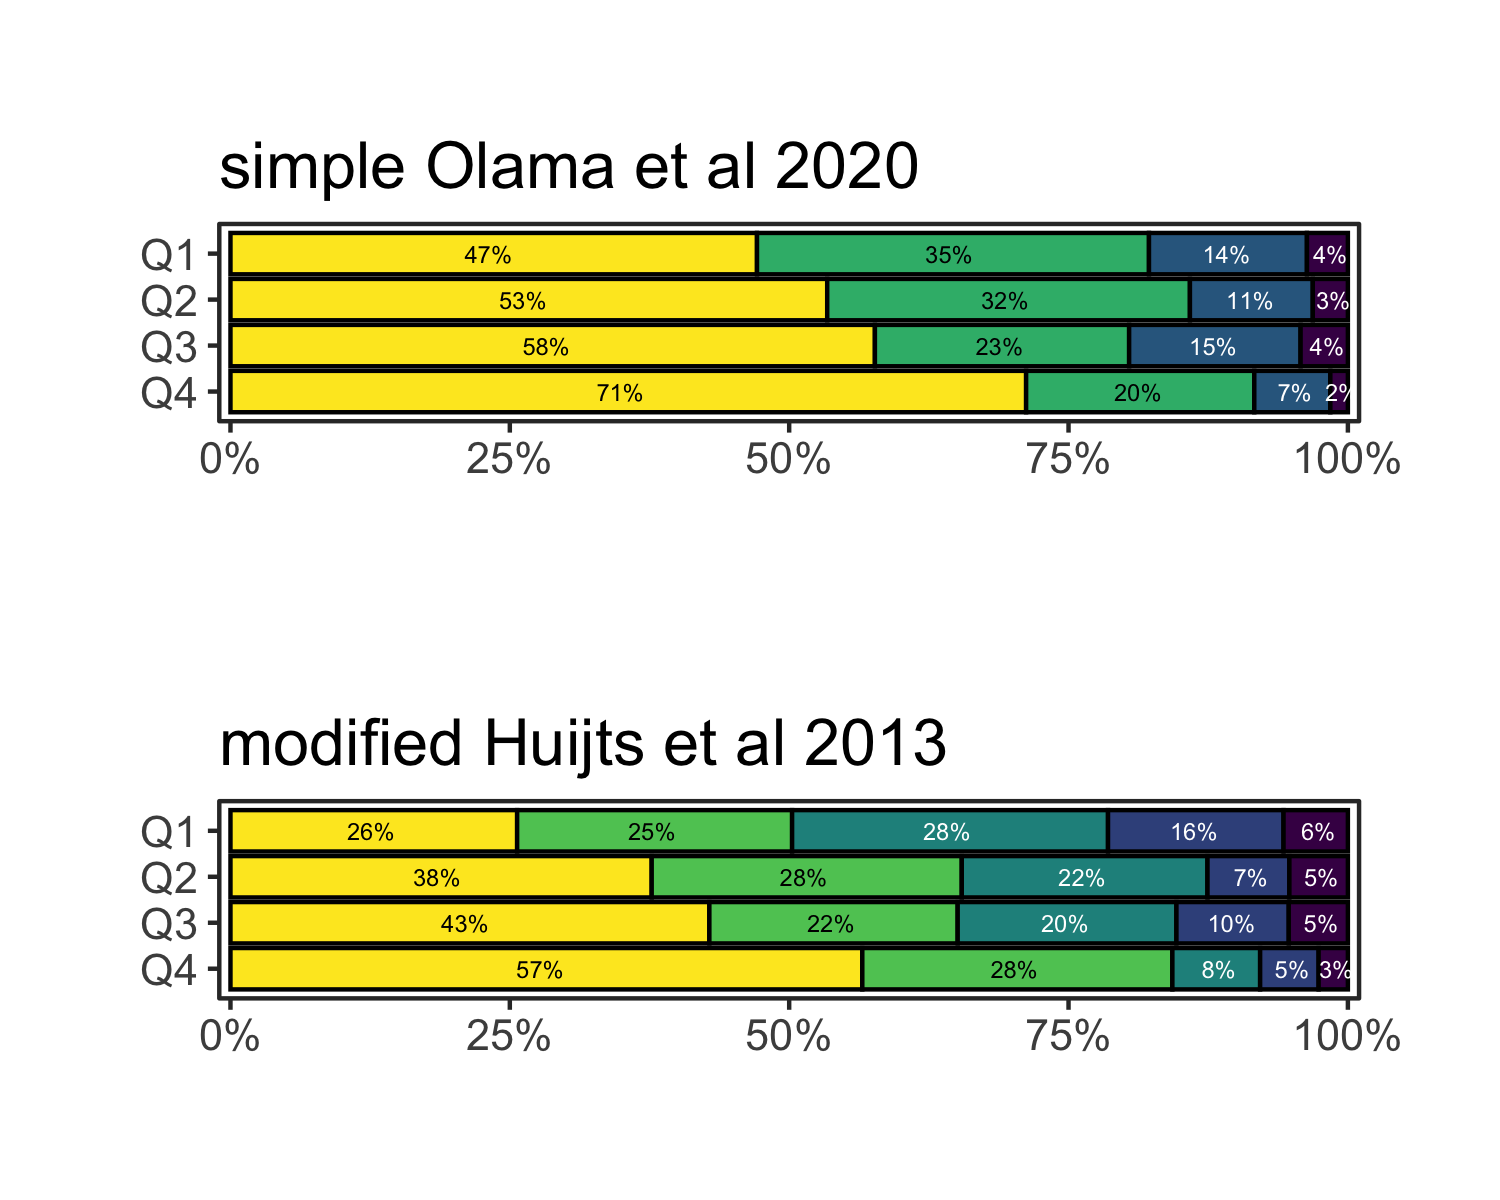 simple Olama et al 2020
Q1 47% 35% 14% 4%
Q2 53% 32% 11% 3%
Q3 58% 23% 15% 4%
Q4 71% 20% 7% 2%
0% 25% 50% 75% 100%
modified Huijts et al 2013
Q1 26% 25% 28% 16% 6%
Q2 38% 28% 22% 7% 5%
Q3 43% 22% 20% 10% 5%
Q4 57% 28% 8% 5% 3%
0% 25% 50% 75% 100%